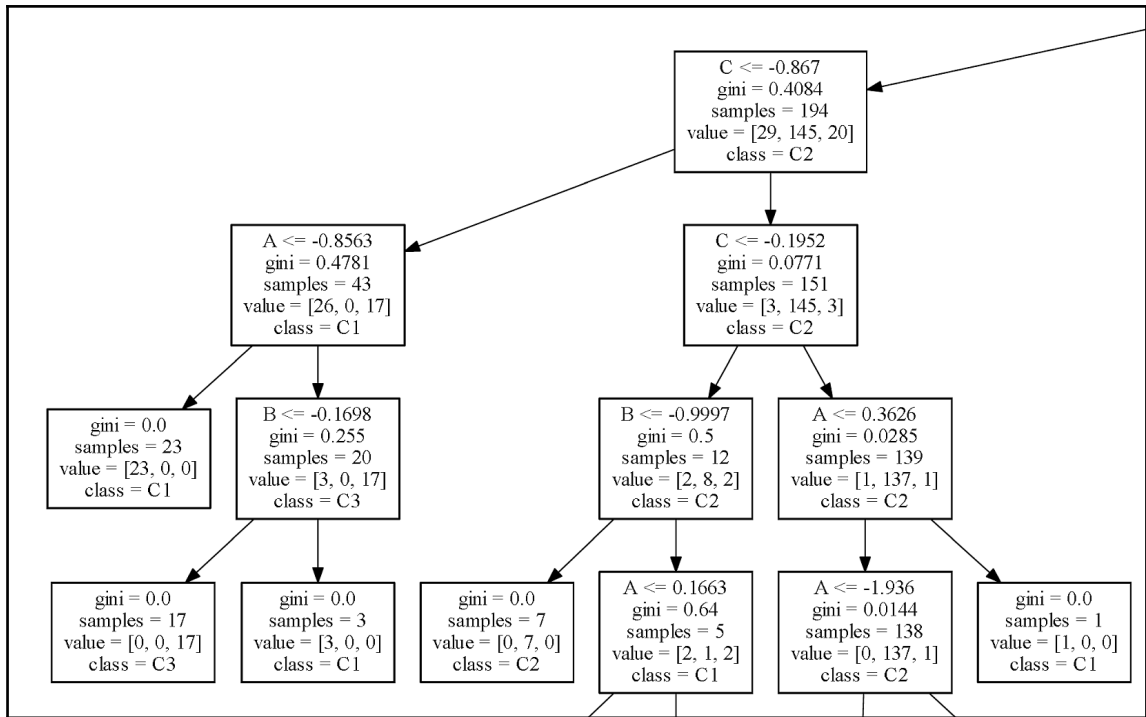 C <= -0.867
gini = 0.4084
samples = 194
value = [29, 145, 20]
class = C2
A <= -0.8563
gini = 0.4781
samples = 43
value = [26, 0, 17]
class = C1
C <= -0.1952
gini = 0.0771
samples = 151
value = [3, 145, 3]
class = C2
gini = 0.0
samples = 23
value = [23, 0, 0]
class = C1
B <= -0.1698
gini = 0.255
samples = 20
value = [3, 0, 17]
class = C3
B <= -0.9997
gini = 0.5
samples = 12
value = [2, 8, 2]
class = C2
A <= 0.3626
gini = 0.0285
samples = 139
value = [1, 137, 1]
class = C2
gini = 0.0
samples = 17
value = [0, 0, 17]
class = C3
gini = 0.0
samples = 3
value = [3, 0, 0]
class = C1
gini = 0.0
samples = 7
value = [0, 7, 0]
class = C2
A <= 0.1663
gini = 0.64
samples = 5
value = [2, 1, 2]
class = C1
A <= -1.936
gini = 0.0144
samples = 138
value = [0, 137, 1]
class = C2
gini = 0.0
samples = 1
value = [1, 0, 0]
class = C1